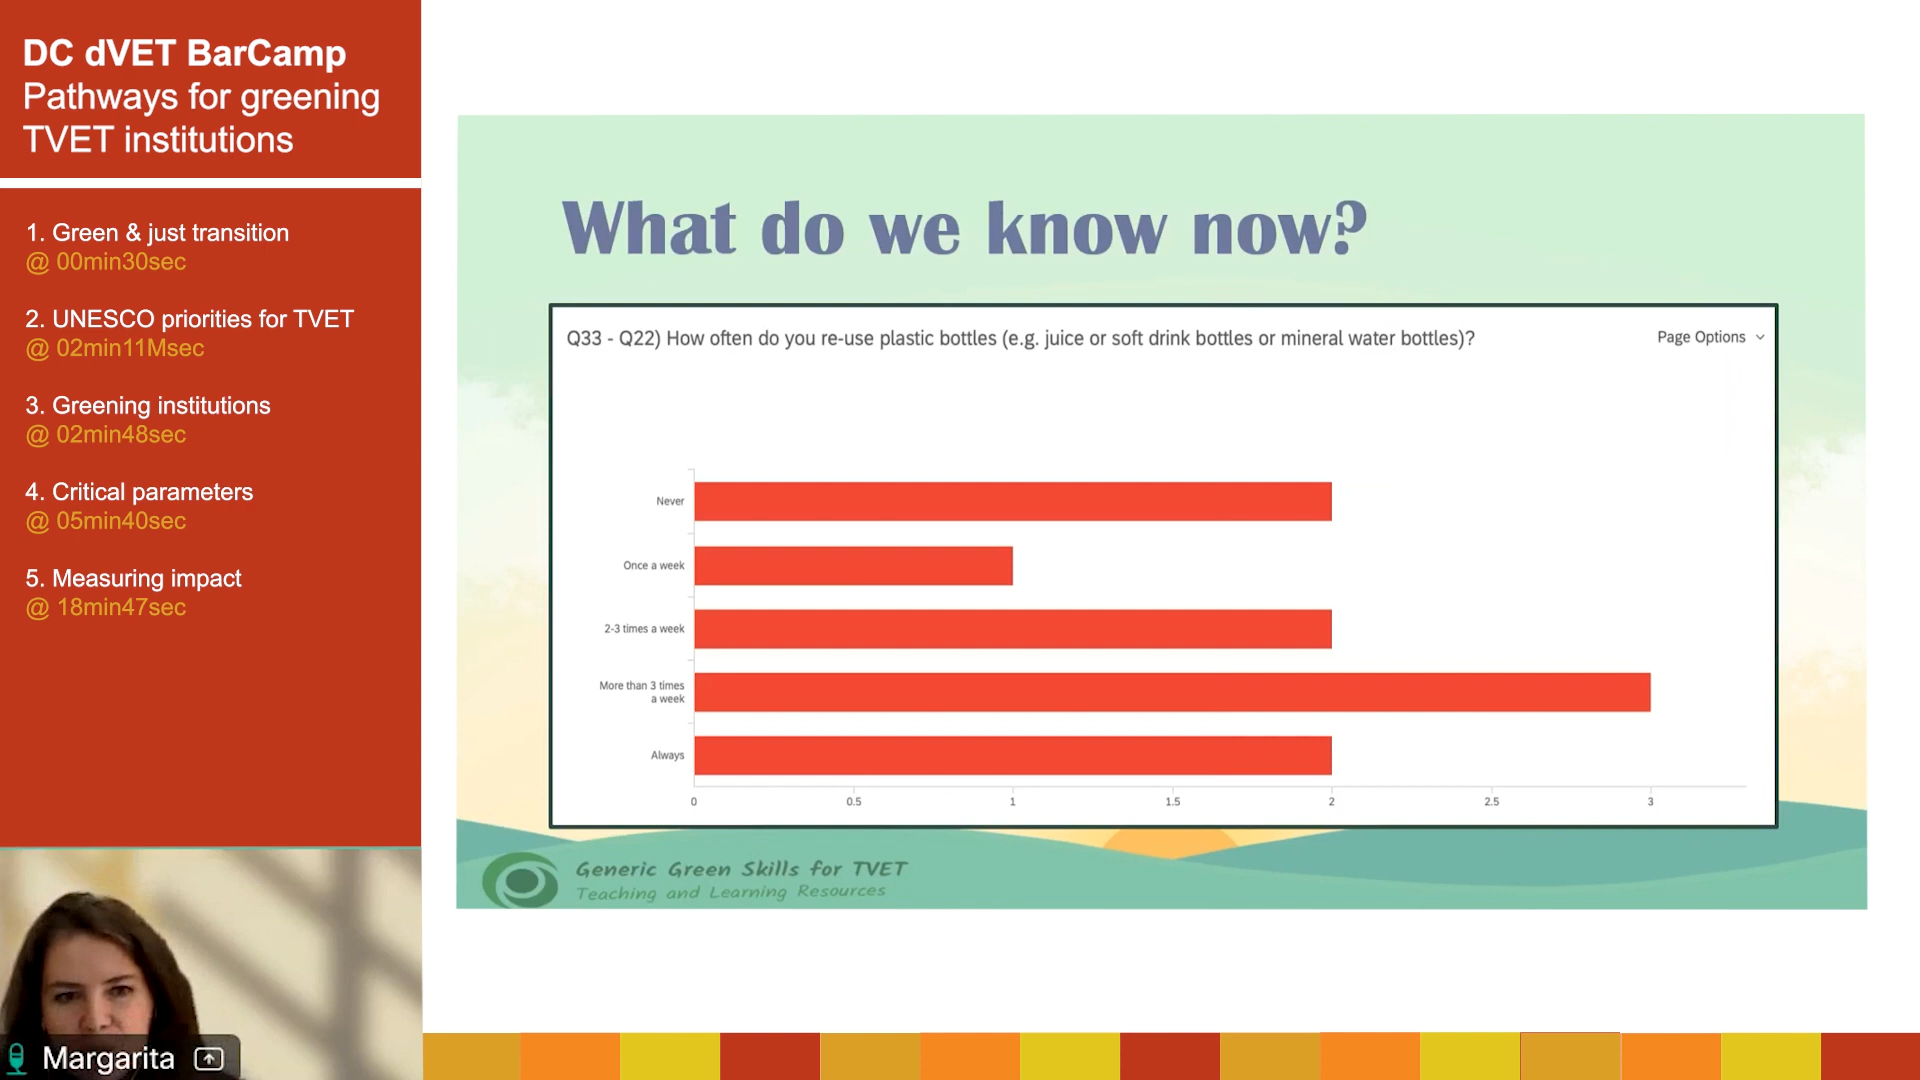 DC dVET BarCamp
Pathways for greening
TVET institutions
1. Green & just transition
@ 00min30sec
2. UNESCO priorities for TVET
@ 02min11Msec
3. Greening institutions
@ 02min48sec
4. Critical parameters
@ 05min40sec
5. Measuring impact
@ 18min47sec
Margarita
What do we know now?
Q33 - Q22) How often do you re-use plastic bottles (e.g. juice or soft drink bottles or mineral water bottles)?
Page Options
Never
Once a week
2-3 times a week
More than 3 times
a week
Always
0 0.5 1 1.5 2 2.5 3
Generic Green Skills for TVET
Teaching and Learning Resources